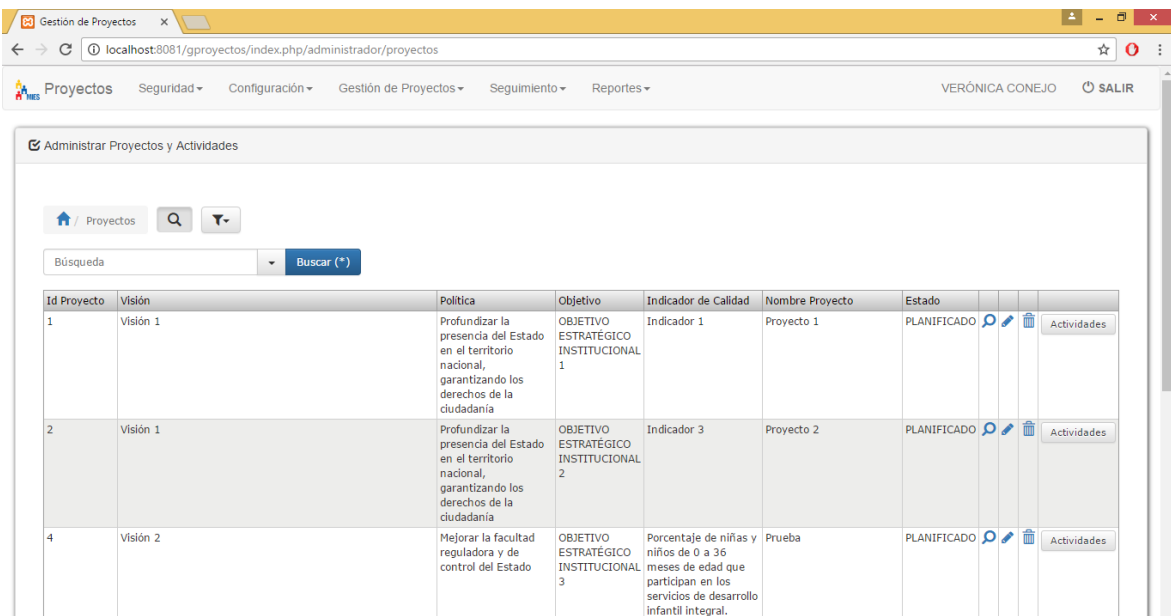 Gestión de Proyectos
localhost:8081/gproyectos/index.php/administrador/proyectos
MIES Proyectos Seguridad Configuración Gestión de Proyectos Seguimiento Reportes VERÓNICA CONEJO SALIR
Administrar Proyectos y Actividades
/ Proyectos
Búsqueda Buscar (*)
Id Proyecto Visión Política Objetivo Indicador de Calidad Nombre Proyecto Estado
1 Visión 1 Profundizar la OBJETIVO Indicador 1 Proyecto 1 PLANIFICADO Actividades
presencia del Estado ESTRATÉGICO
en el territorio INSTITUCIONAL
nacional, 1
garantizando los
derechos de la
ciudadanía
2 Visión 1 Profundizar la OBJETIVO Indicador 3 Proyecto 2 PLANIFICADO Actividades
presencia del Estado ESTRATÉGICO
en el territorio INSTITUCIONAL
nacional, 2
garantizando los
derechos de la
ciudadanía
4 Visión 2 Mejorar la facultad OBJETIVO Porcentaje de niñas y Prueba PLANIFICADO Actividades
reguladora y de ESTRATÉGICO niños de 0 a 36
control del Estado INSTITUCIONAL meses de edad que
3 participan en los
servicios de desarrollo
infantil integral.